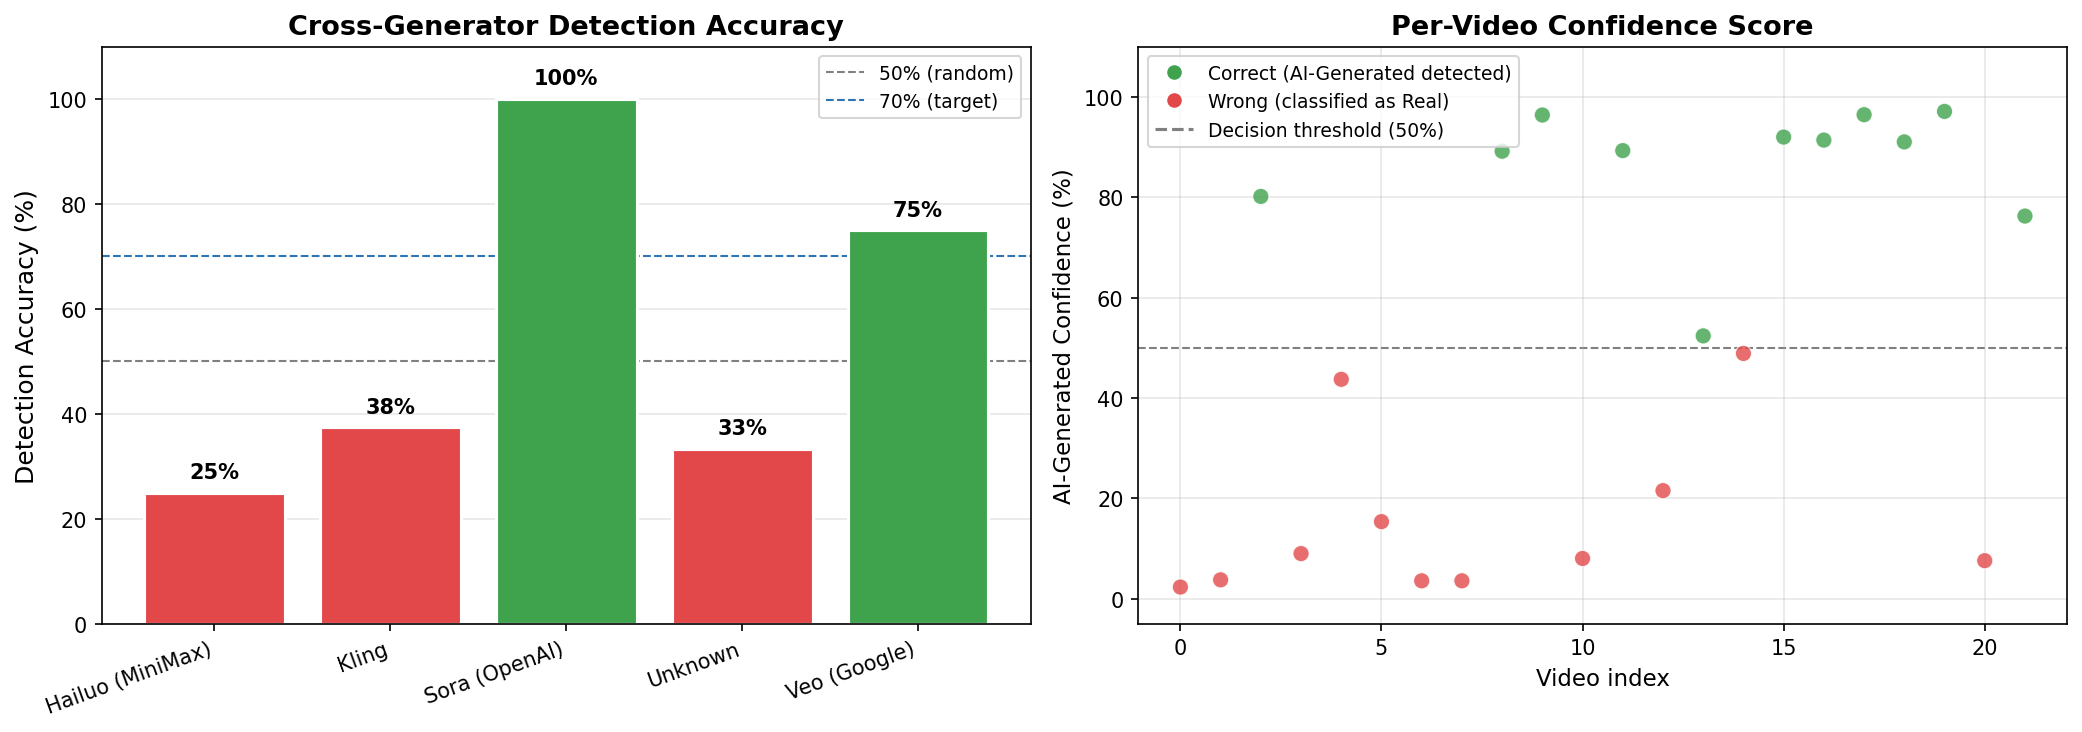 Cross-Generator Detection Accuracy
Detection Accuracy (%)
100
80
60
40
20
0
50% (random)
70% (target)
25%
38%
100%
33%
75%
Hailuo (MiniMax)
Kling
Sora (OpenAI)
Unknown
Veo (Google)
Per-Video Confidence Score
AI-Generated Confidence (%)
100
80
60
40
20
0
Correct (AI-Generated detected)
Wrong (classified as Real)
Decision threshold (50%)
0
5
10
15
20
Video index